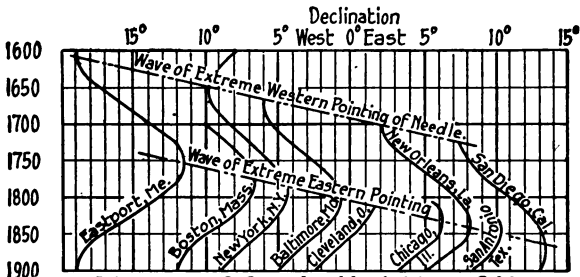 Declination
15° 10° 5° West 0° East 5° 10° 15°
1600
Wave of Extreme Western Pointing of Needle.
1650
1700
New Orleans, La.
San Diego, Cal.
1750
Wave of Extreme Eastern Pointing
1800
Eastport, Me.
Boston, Mass.
New York, N.Y.
Baltimore Md.
Cleveland, O.
Chicago, Ill.
San Antonio Tex.
1850
1900